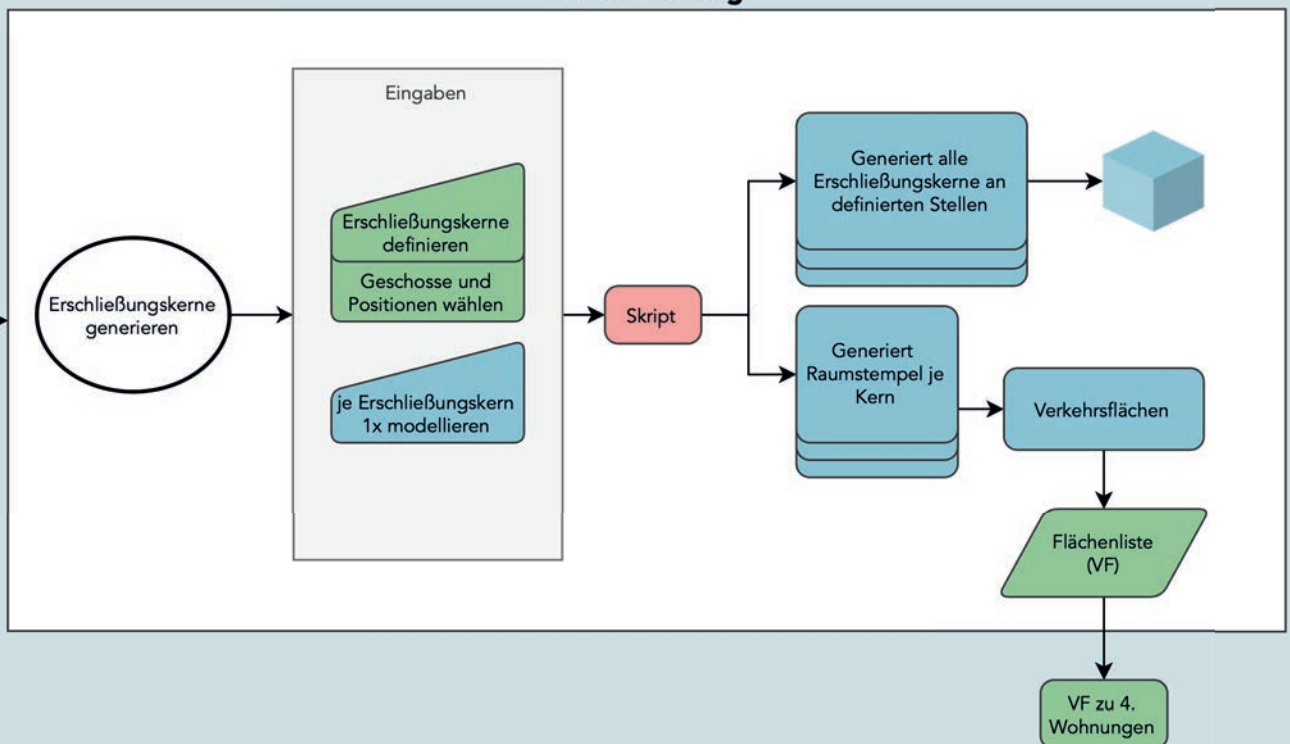 Eingaben
Erschließungskerne
definieren
Geschosse und
Positionen wählen
je Erschließungskern
1x modellieren
Erschließungskerne
generieren
Skript
Generiert alle
Erschließungskerne an
definierten Stellen
Generiert
Raumstempel je
Kern
Verkehrsflächen
Flächenliste
(VF)
VF zu 4.
Wohnungen